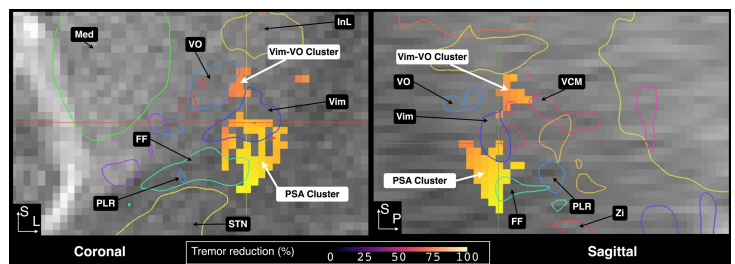 Med
VO
InL
Vim-VO Cluster
Vim
FF
PLR
PSA Cluster
STN
S
L
Coronal
Vim-VO Cluster
VO
VCM
Vim
PSA Cluster
FF
PLR
Zi
S
P
Sagittal
Tremor reduction (%)
0 25 50 75 100